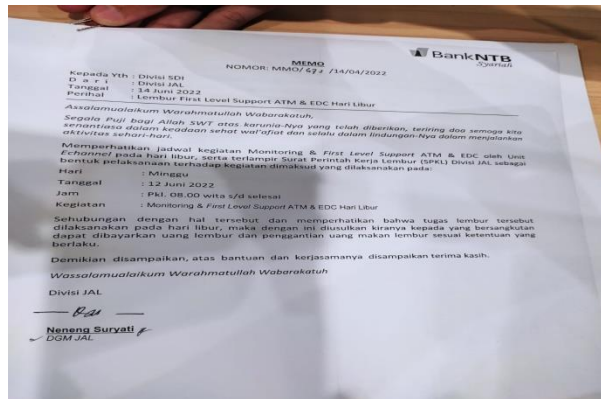 BankNTB
Syariah
MEMO
NOMOR: MMO/ /14/04/2022
Kepada Yth : Divisi SDI
D a r i : Divisi JAL
Tanggal : 14 Juni 2022
Perihal : Lembur First Level Support ATM & EDC Hari Libur
Assalamualaikum Warahmatullah Wabarakatuh,
Segala Puji bagi Allah SWT atas karunia-Nya yang telah diberikan, teriring doa semoga kita
senantiasa dalam keadaan sehat wal'afiat dan selalu dalam lindungan-Nya dalam menjalankan
aktivitas sehari-hari.
Memperhatikan jadwal kegiatan Monitoring & First Level Support ATM & EDC oleh Unit
Echannel pada hari libur, serta terlampir Surat Perintah Kerja Lembur (SPKL) Divisi JAL sebagai
bentuk pelaksanaan terhadap kegiatan dimaksud yang dilaksanakan pada:
Hari : Minggu
Tanggal : 12 Juni 2022
Jam : Pkl. 08.00 wita s/d selesai
Kegiatan : Monitoring & First Level Support ATM & EDC Hari Libur
Sehubungan dengan hal tersebut dan memperhatikan bahwa tugas lembur tersebut
dilaksanakan pada hari libur, maka dengan ini diusulkan kiranya kepada yang bersangkutan
dapat dibayarkan uang lembur dan penggantian uang makan lembur sesuai ketentuan yang
berlaku.
Demikian disampaikan, atas bantuan dan kerjasamanya disampaikan terima kasih.
Wassalamualaikum Warahmatullah Wabarakatuh
Divisi JAL
Neneng Suryati
DGM JAL